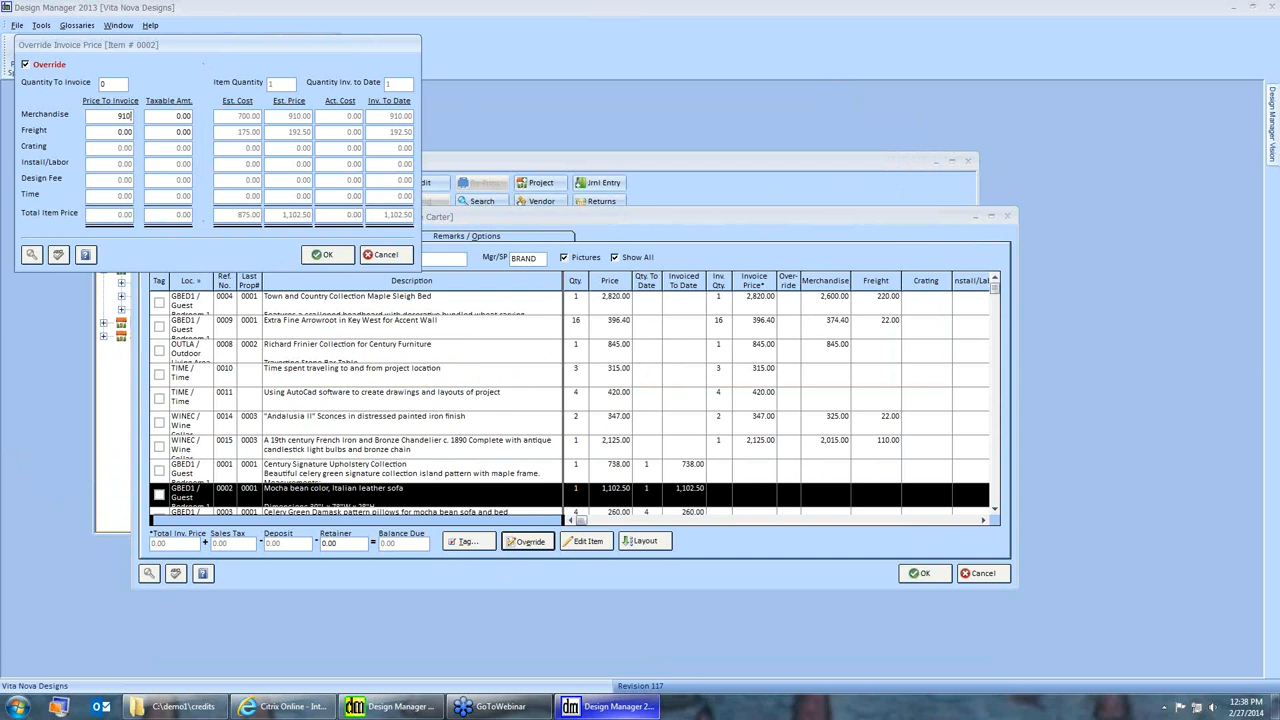 Design Manager 2013 - [Vita Nova Designs]
File Tools Glossaries Window Help
Override Invoice Price [Item # 0002]
Override
Quantity To Invoice 0 Item Quantity 1 Quantity Inv. to Date 1
Price To Invoice Taxable Amt. Est. Cost Est. Price Act. Cost Inv. To Date
Merchandise 910 0.00 700.00 910.00 0.00 910.00
Freight 0.00 0.00 175.00 192.50 0.00 192.50
Crating 0.00 0.00 0.00 0.00 0.00 0.00
Install/Labor 0.00 0.00 0.00 0.00 0.00 0.00
Design Fee 0.00 0.00 0.00 0.00 0.00 0.00
Time 0.00 0.00 0.00 0.00 0.00 0.00
Total Item Price 0.00 0.00 875.00 1,102.50 0.00 1,102.50
OK Cancel
Project Jrnl Entry
Search Vendor Returns
Carter]
Remarks / Options
Mgr/SP BRAND Pictures Show All
Tag Loc. » Ref. No. Last Prop# Description Qty. Price Qty. To Date Invoiced To Date Inv. Qty. Invoice Price* Over-ride Merchandise Freight Crating
GBED1 / Guest Bedroom 1 0004 0001 Town and Country Collection Maple Sleigh Bed 1 2,820.00 1 2,820.00 2,600.00 220.00
Features a scalloped headboard with decorative bundled wheat carving
GBED1 / Guest Bedroom 1 0009 0001 Extra Fine Arrowroot in Key West for Accent Wall 16 396.40 16 396.40 374.40 22.00
OUTLA / Outdoor Living Area 0008 0002 Richard Frinier Collection for Century Furniture 1 845.00 1 845.00 845.00
Travertine Stone Bar Table
TIME / Time 0010 Time spent traveling to and from project location 3 315.00 3 315.00
TIME / Time 0011 Using AutoCad software to create drawings and layouts of project 4 420.00 4 420.00
WINEC / Wine Cellar 0014 0003 "Andalusia II" Sconces in distressed painted iron finish 2 347.00 2 347.00 325.00 22.00
WINEC / Wine 0015 0003 A 19th century French Iron and Bronze Chandelier c. 1890 Complete with antique candlestick light bulbs and bronze chain 1 2,125.00 1 2,125.00 2,015.00 110.00
GBED1 / Guest 0001 0001 Century Signature Upholstery Collection 1 738.00 1 738.00
Beautiful celery green signature collection island pattern with maple frame.
Measurements:
GBED1 / Guest Bedroom 1 0002 0001 Mocha bean color, Italian leather sofa 1 1,102.50 1 1,102.50
GBED1 / 0003 0001 Celery Green Damask pattern pillows for mocha bean sofa and bed 4 260.00 4 260.00
*Total Inv. Price Sales Tax Deposit Retainer Balance Due
0.00 + 0.00 - 0.00 - 0.00 = 0.00
Tag... Override Edit Item Layout
OK Cancel
Design Manager Vision
Vita Nova Designs Revision 117
C:\demo1\credits Citrix Online - Int... Design Manager ... GoToWebinar Design Manager 2...
12:38 PM
2/27/2014